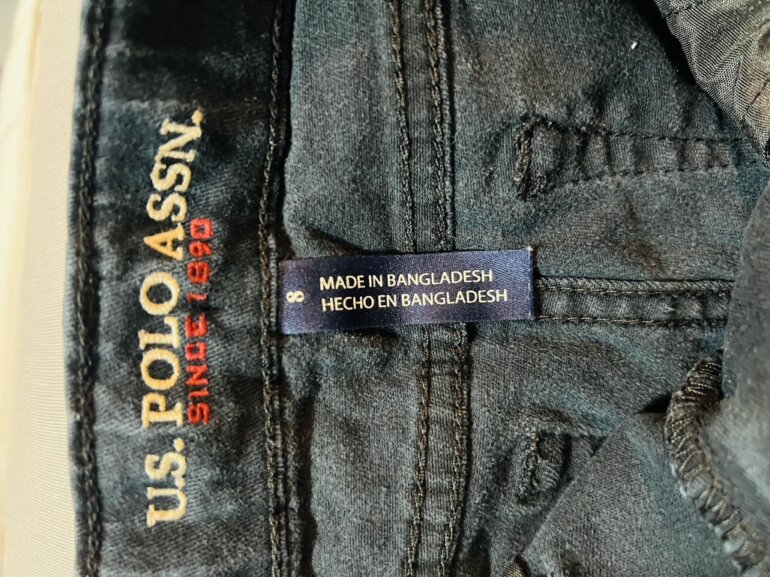 U.S. POLO ASSN.
SINCE 1890
8
MADE IN BANGLADESH
HECHO EN BANGLADESH